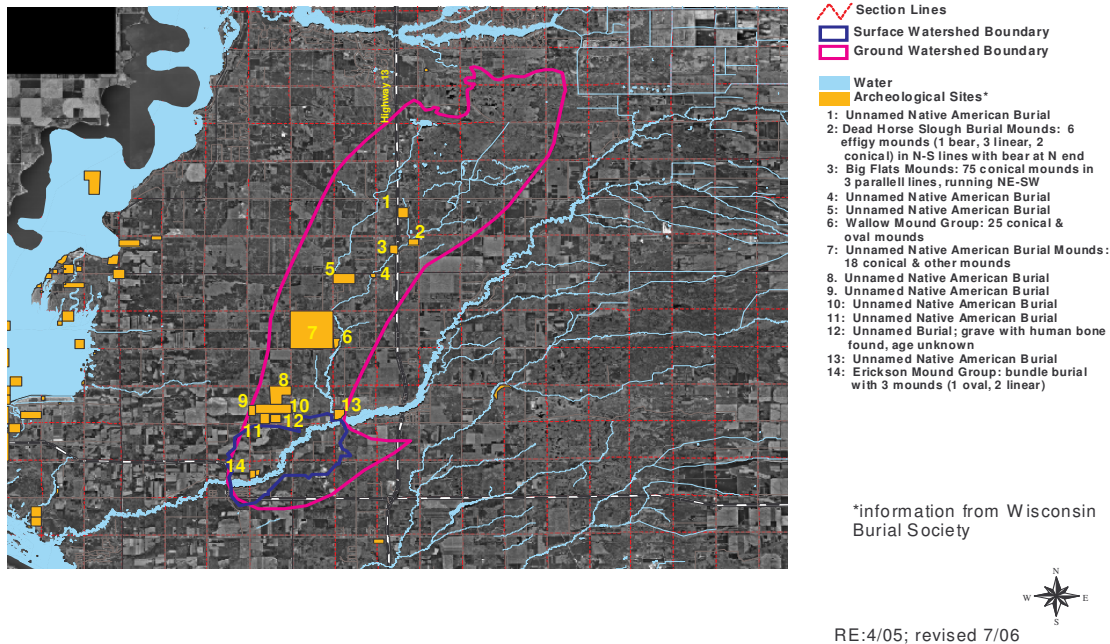 Section Lines
Surface Watershed Boundary
Ground Watershed Boundary
Water
Archeological Sites*
1: Unnamed Native American Burial
2: Dead Horse Slough Burial Mounds: 6
effigy mounds (1 bear, 3 linear, 2
conical) in N-S lines with bear at N end
3: Big Flats Mounds: 75 conical mounds in
3 parallell lines, running NE-SW
4: Unnamed Native American Burial
5: Unnamed Native American Burial
6: Wallow Mound Group: 25 conical &
oval mounds
7: Unnamed Native American Burial Mounds:
18 conical & other mounds
8. Unnamed Native American Burial
9. Unnamed Native American Burial
10: Unnamed Native American Burial
11: Unnamed Native American Burial
12: Unnamed Burial; grave with human bone
found, age unknown
13: Unnamed Native American Burial
14: Erickson Mound Group: bundle burial
with 3 mounds (1 oval, 2 linear)
Highway 13
1
2
3
4
5
6
7
8
9
10
11
12
13
14
*information from Wisconsin
Burial Society
N
W
E
S
RE:4/05; revised 7/06